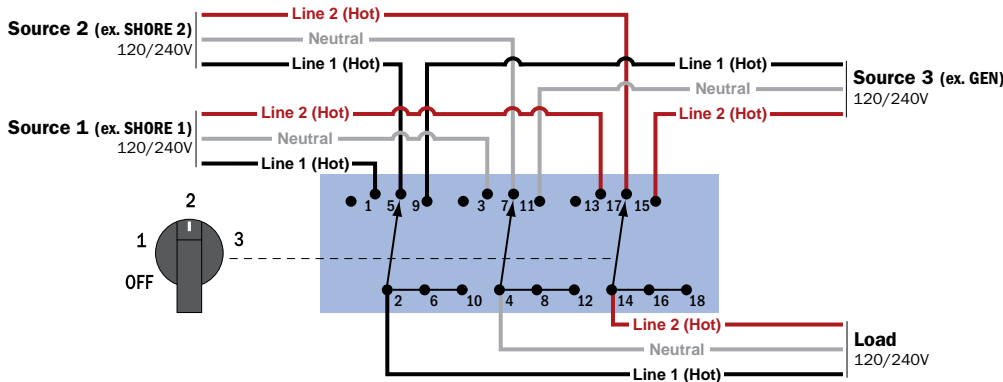 Line 2 (Hot)
Source 2 (ex. SHORE 2)
120/240V
Neutral
Line 1 (Hot)
Line 1 (Hot)
Neutral
Line 2 (Hot)
Source 3 (ex. GEN)
120/240V
Line 2 (Hot)
Source 1 (ex. SHORE 1)
120/240V
Neutral
Line 1 (Hot)
1 5 9 3 7 11 13 17 15
2
1 3
OFF
2 6 10 4 8 12 14 16 18
Line 2 (Hot)
Neutral
Line 1 (Hot)
Load
120/240V